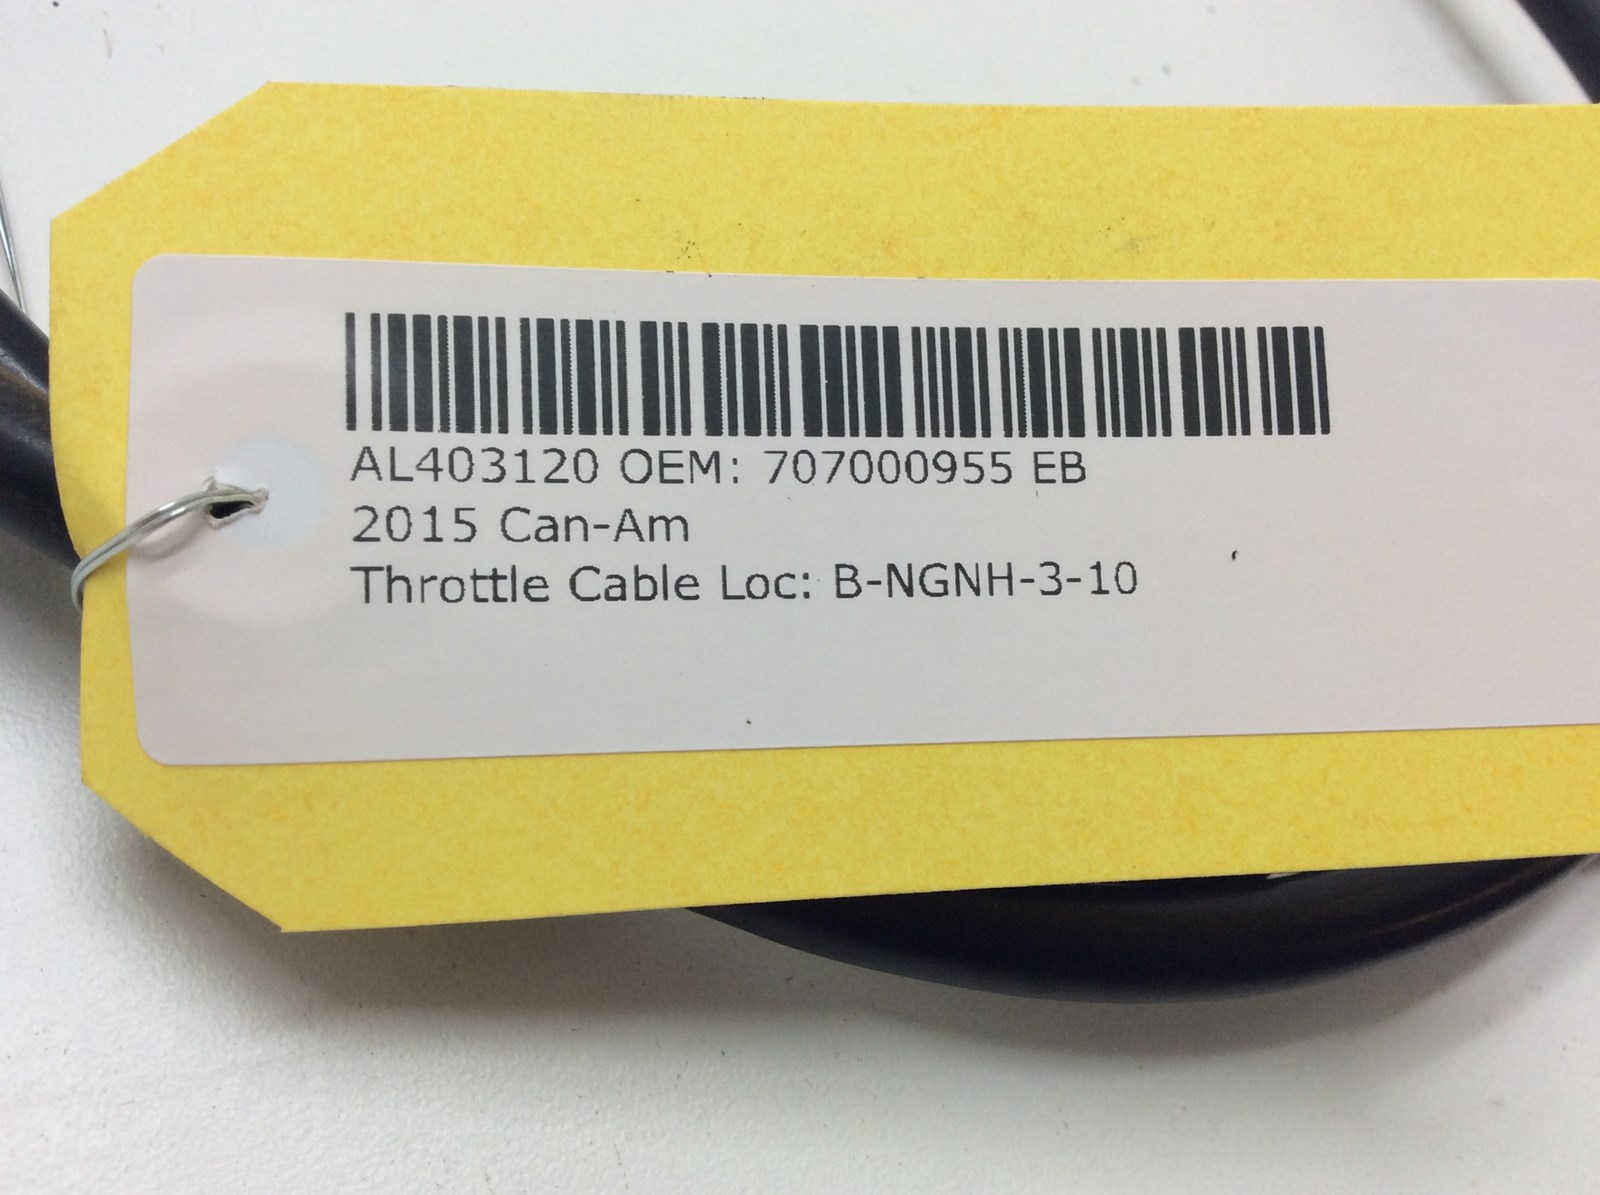 AL403120 OEM: 707000955 EB
2015 Can-Am
Throttle Cable Loc: B-NGNH-3-10